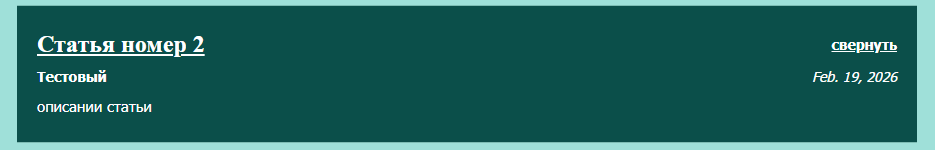 Статья номер 2
свернуть
Тестовый
Feb. 19, 2026
описании статьи